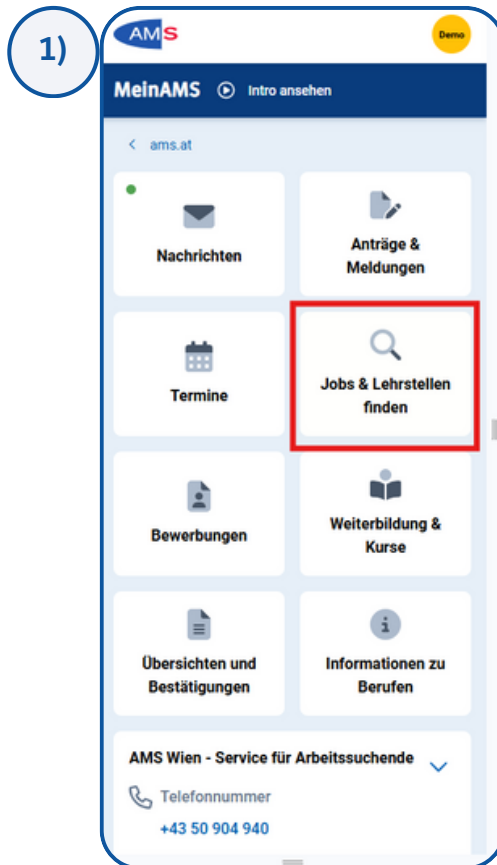 1)
AMS
Demo
MeinAMS Intro ansehen
< ams.at
Nachrichten
Anträge &
Meldungen
Termine
Jobs & Lehrstellen
finden
Bewerbungen
Weiterbildung &
Kurse
Übersichten und
Bestätigungen
Informationen zu
Berufen
AMS Wien - Service für Arbeitssuchende
Telefonnummer
+43 50 904 940